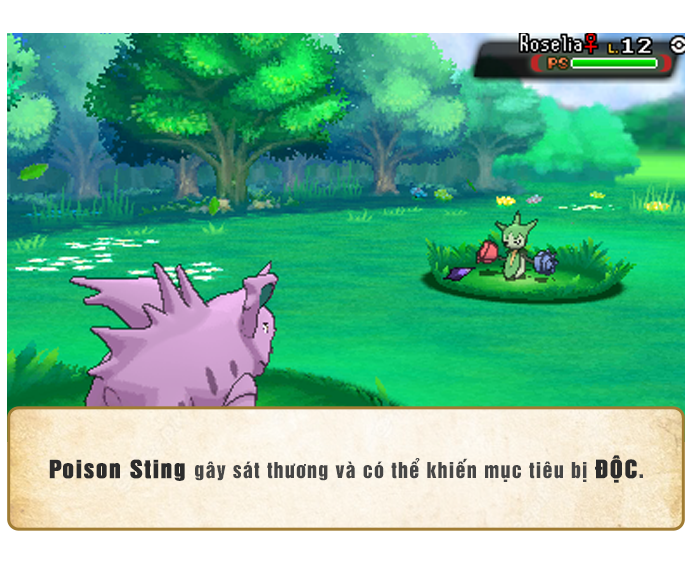 Roselia♀ L.12
PS
Poison Sting gây sát thương và có thể khiến mục tiêu bị ĐỘC.